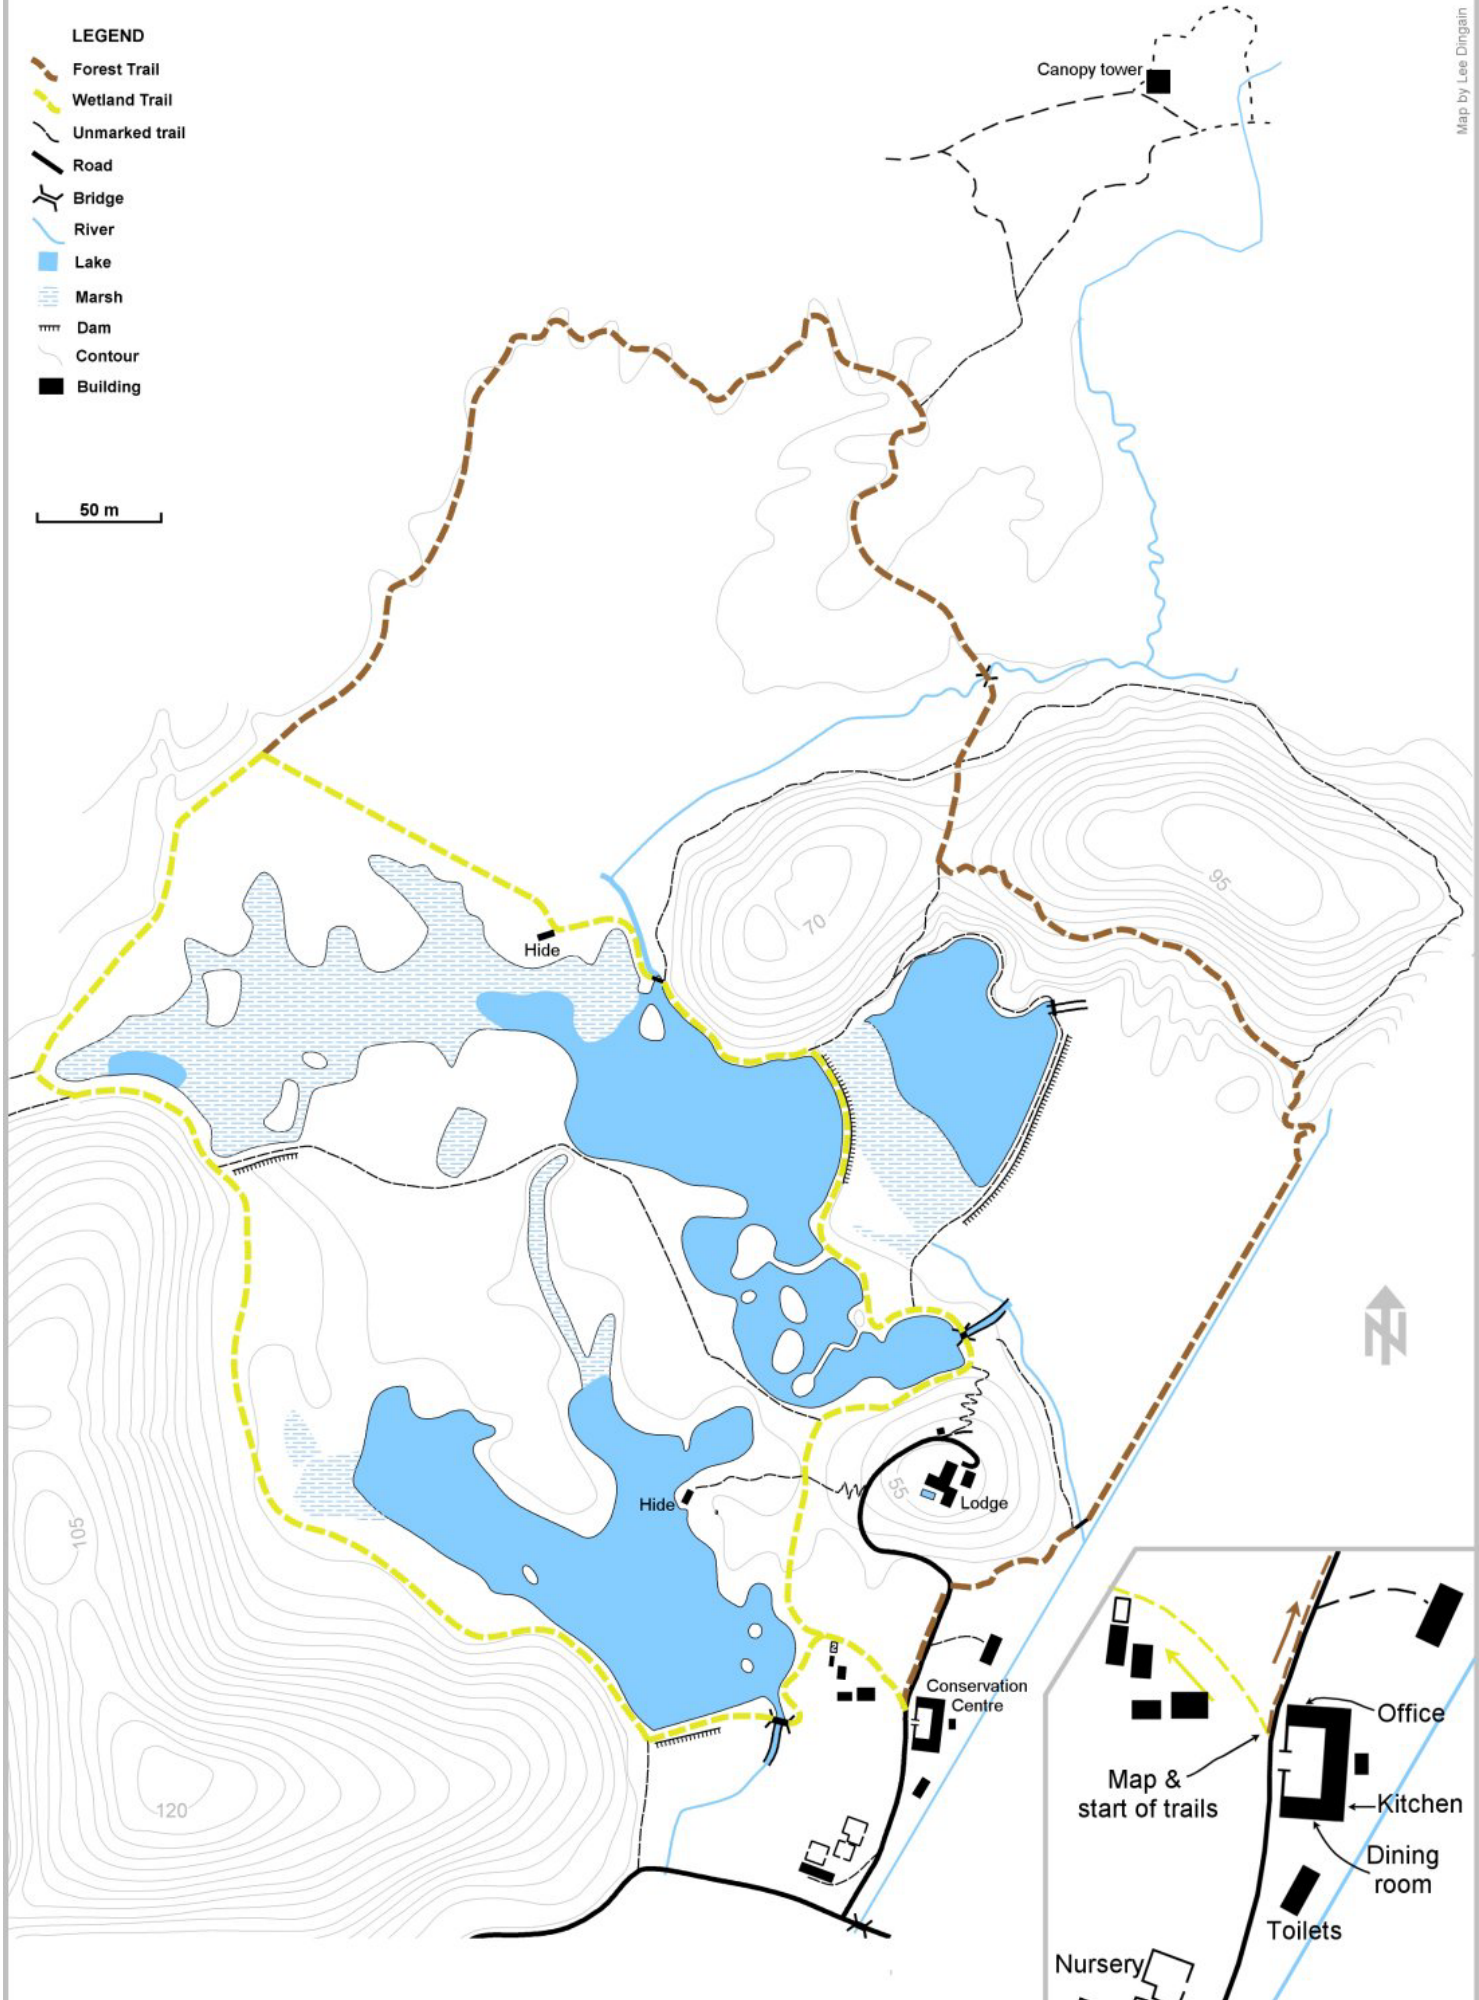 LEGEND
Forest Trail
Wetland Trail
Unmarked trail
Road
Bridge
River
Lake
Marsh
Dam
Contour
Building
50 m
Map by Lee Dingain
Canopy tower
95
70
Hide
N
Hide
55
Lodge
105
Conservation
Centre
120
Office
Map &
start of trails
Kitchen
Dining
room
Toilets
Nursery